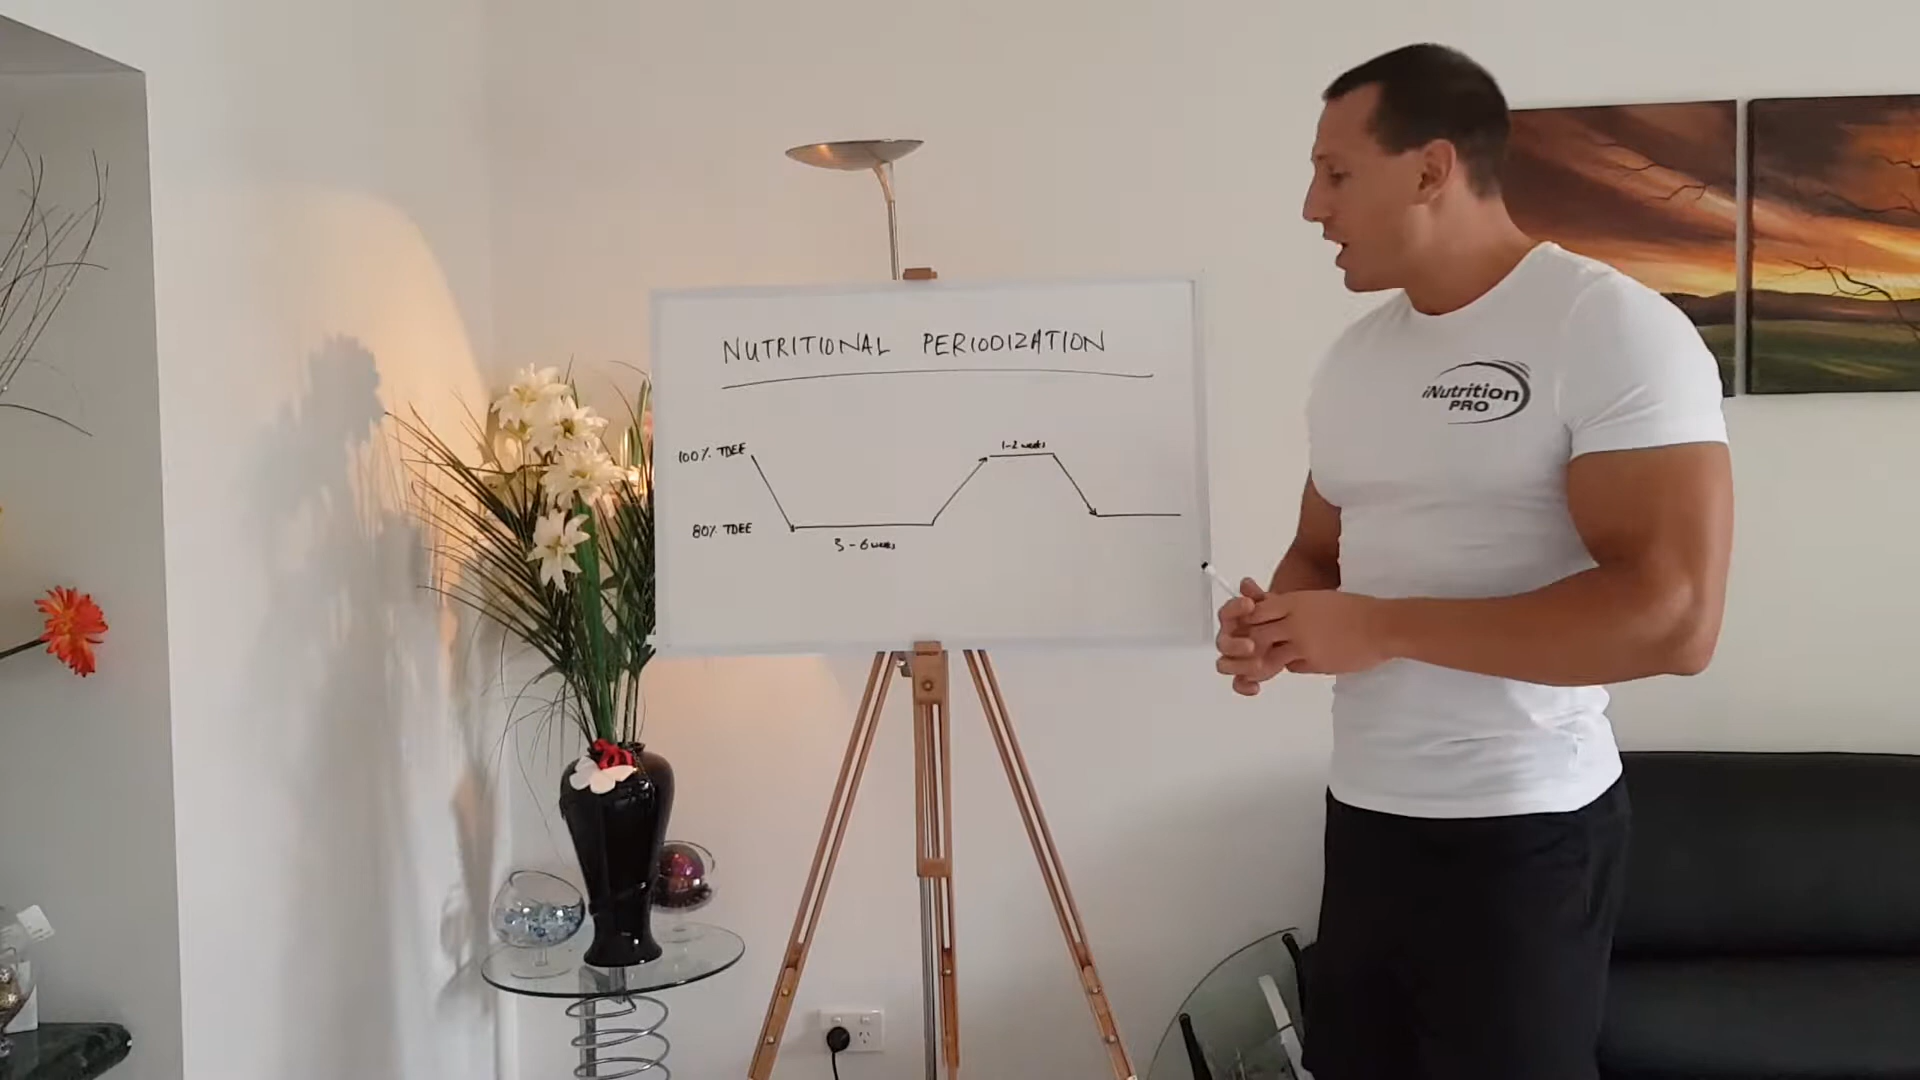 NUTRITIONAL PERIODIZATION
100% TDEE
1-2 weeks
80% TDEE
3-6 weeks
iNutrition
PRO